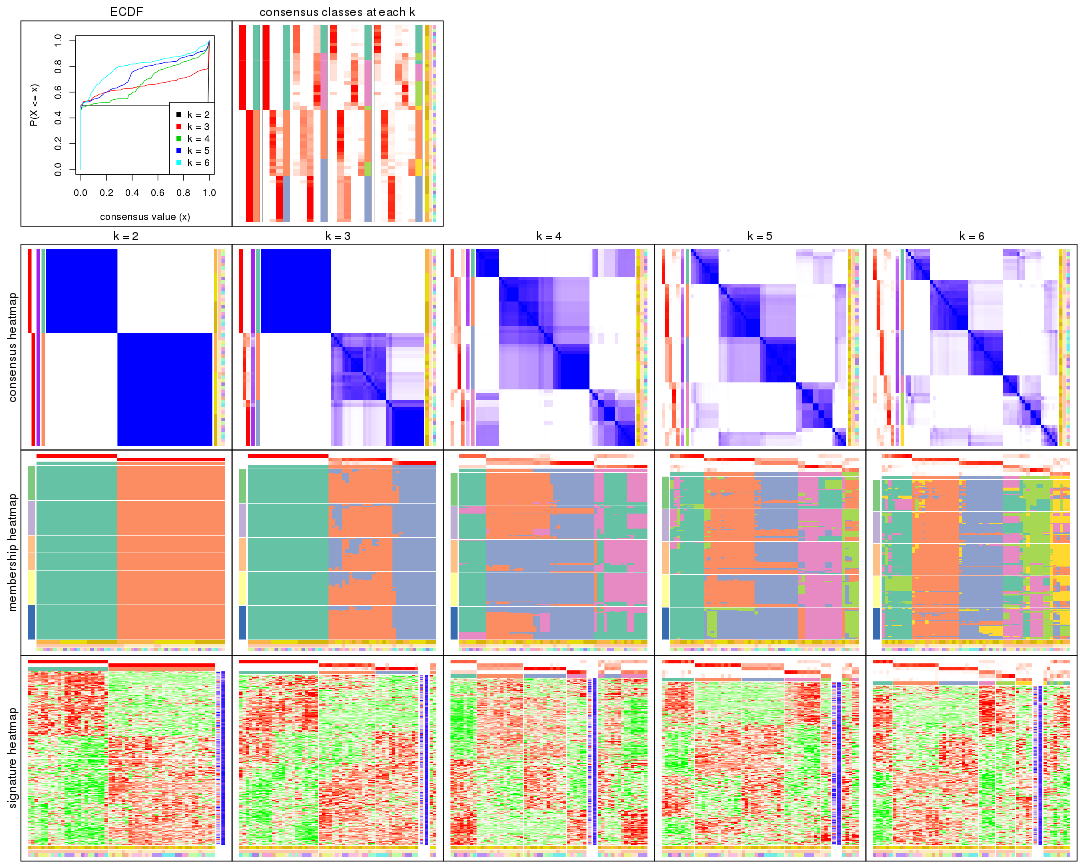 ECDF
consensus classes at each k
P(X <= x)
1.0
0.8
0.6
0.4
0.2
0.0
k = 2
k = 3
k = 4
k = 5
k = 6
0.0 0.2 0.4 0.6 0.8 1.0
consensus value (x)
k = 2 k = 3 k = 4 k = 5 k = 6
consensus heatmap
membership heatmap
signature heatmap